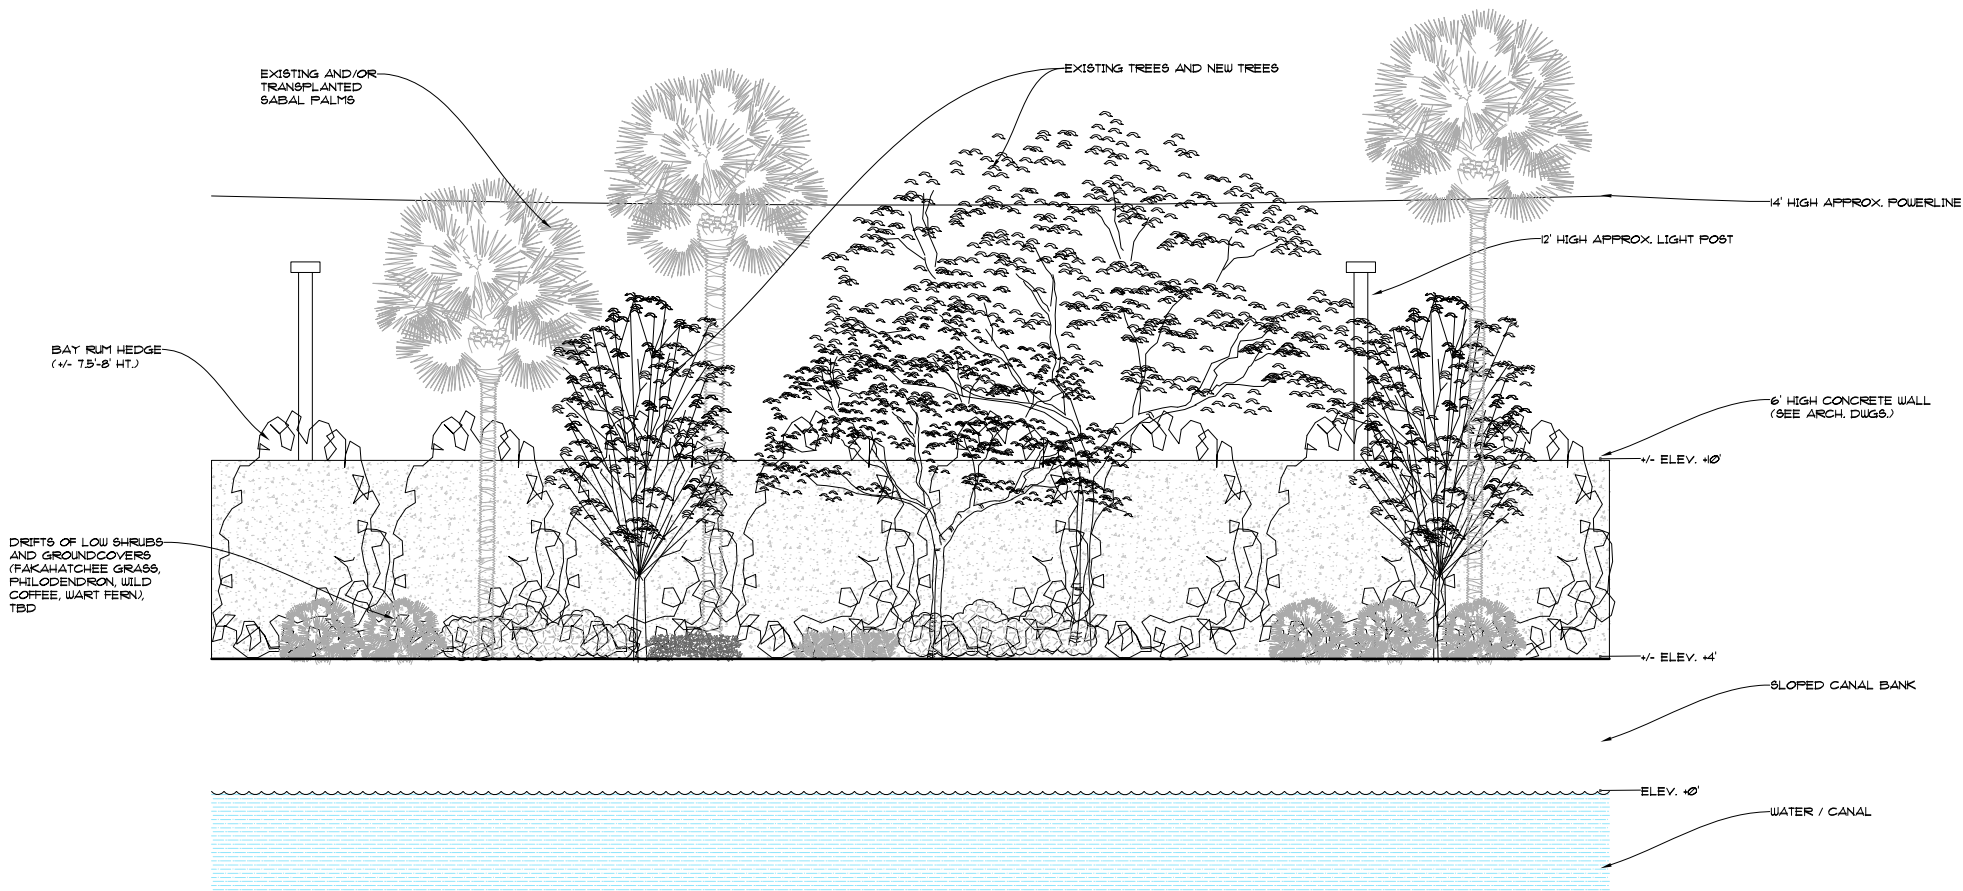 EXISTING AND/OR
TRANSPLANTED
SABAL PALMS
EXISTING TREES AND NEW TREES
14' HIGH APPROX. POWERLINE
12' HIGH APPROX. LIGHT POST
BAY RUM HEDGE
(+/- 7.5'-8' HT.)
6' HIGH CONCRETE WALL
(SEE ARCH. DWGS.)
+/- ELEV. +10'
DRIFTS OF LOW SHRUBS
AND GROUNDCOVERS
(FAKAHATCHEE GRASS,
PHILODENDRON, WILD
COFFEE, WART FERN),
TBD
+/- ELEV. +4'
SLOPED CANAL BANK
ELEV. +0'
WATER / CANAL